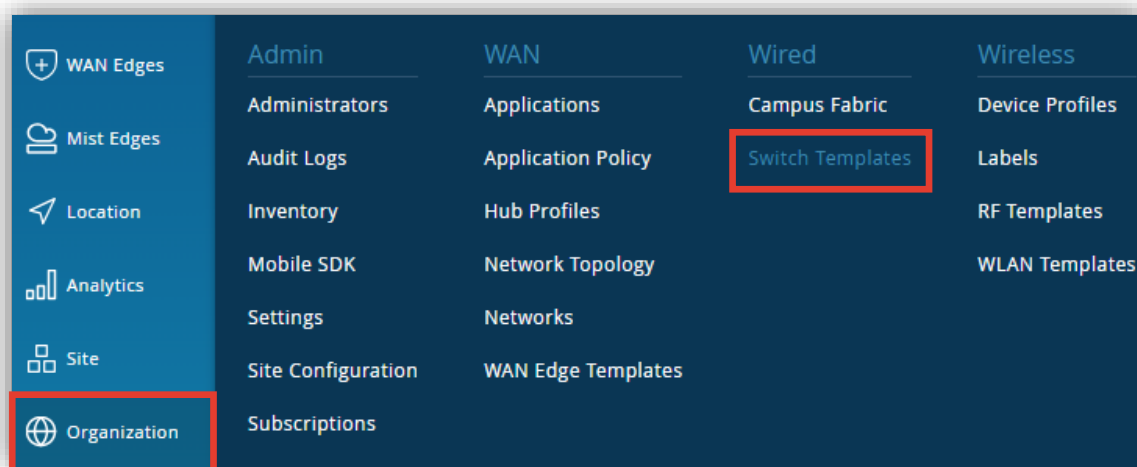 WAN Edges
Mist Edges
Location
Analytics
Site
Organization
Admin
Administrators
Audit Logs
Inventory
Mobile SDK
Settings
Site Configuration
Subscriptions
WAN
Applications
Application Policy
Hub Profiles
Network Topology
Networks
WAN Edge Templates
Wired
Campus Fabric
Switch Templates
Wireless
Device Profiles
Labels
RF Templates
WLAN Templates